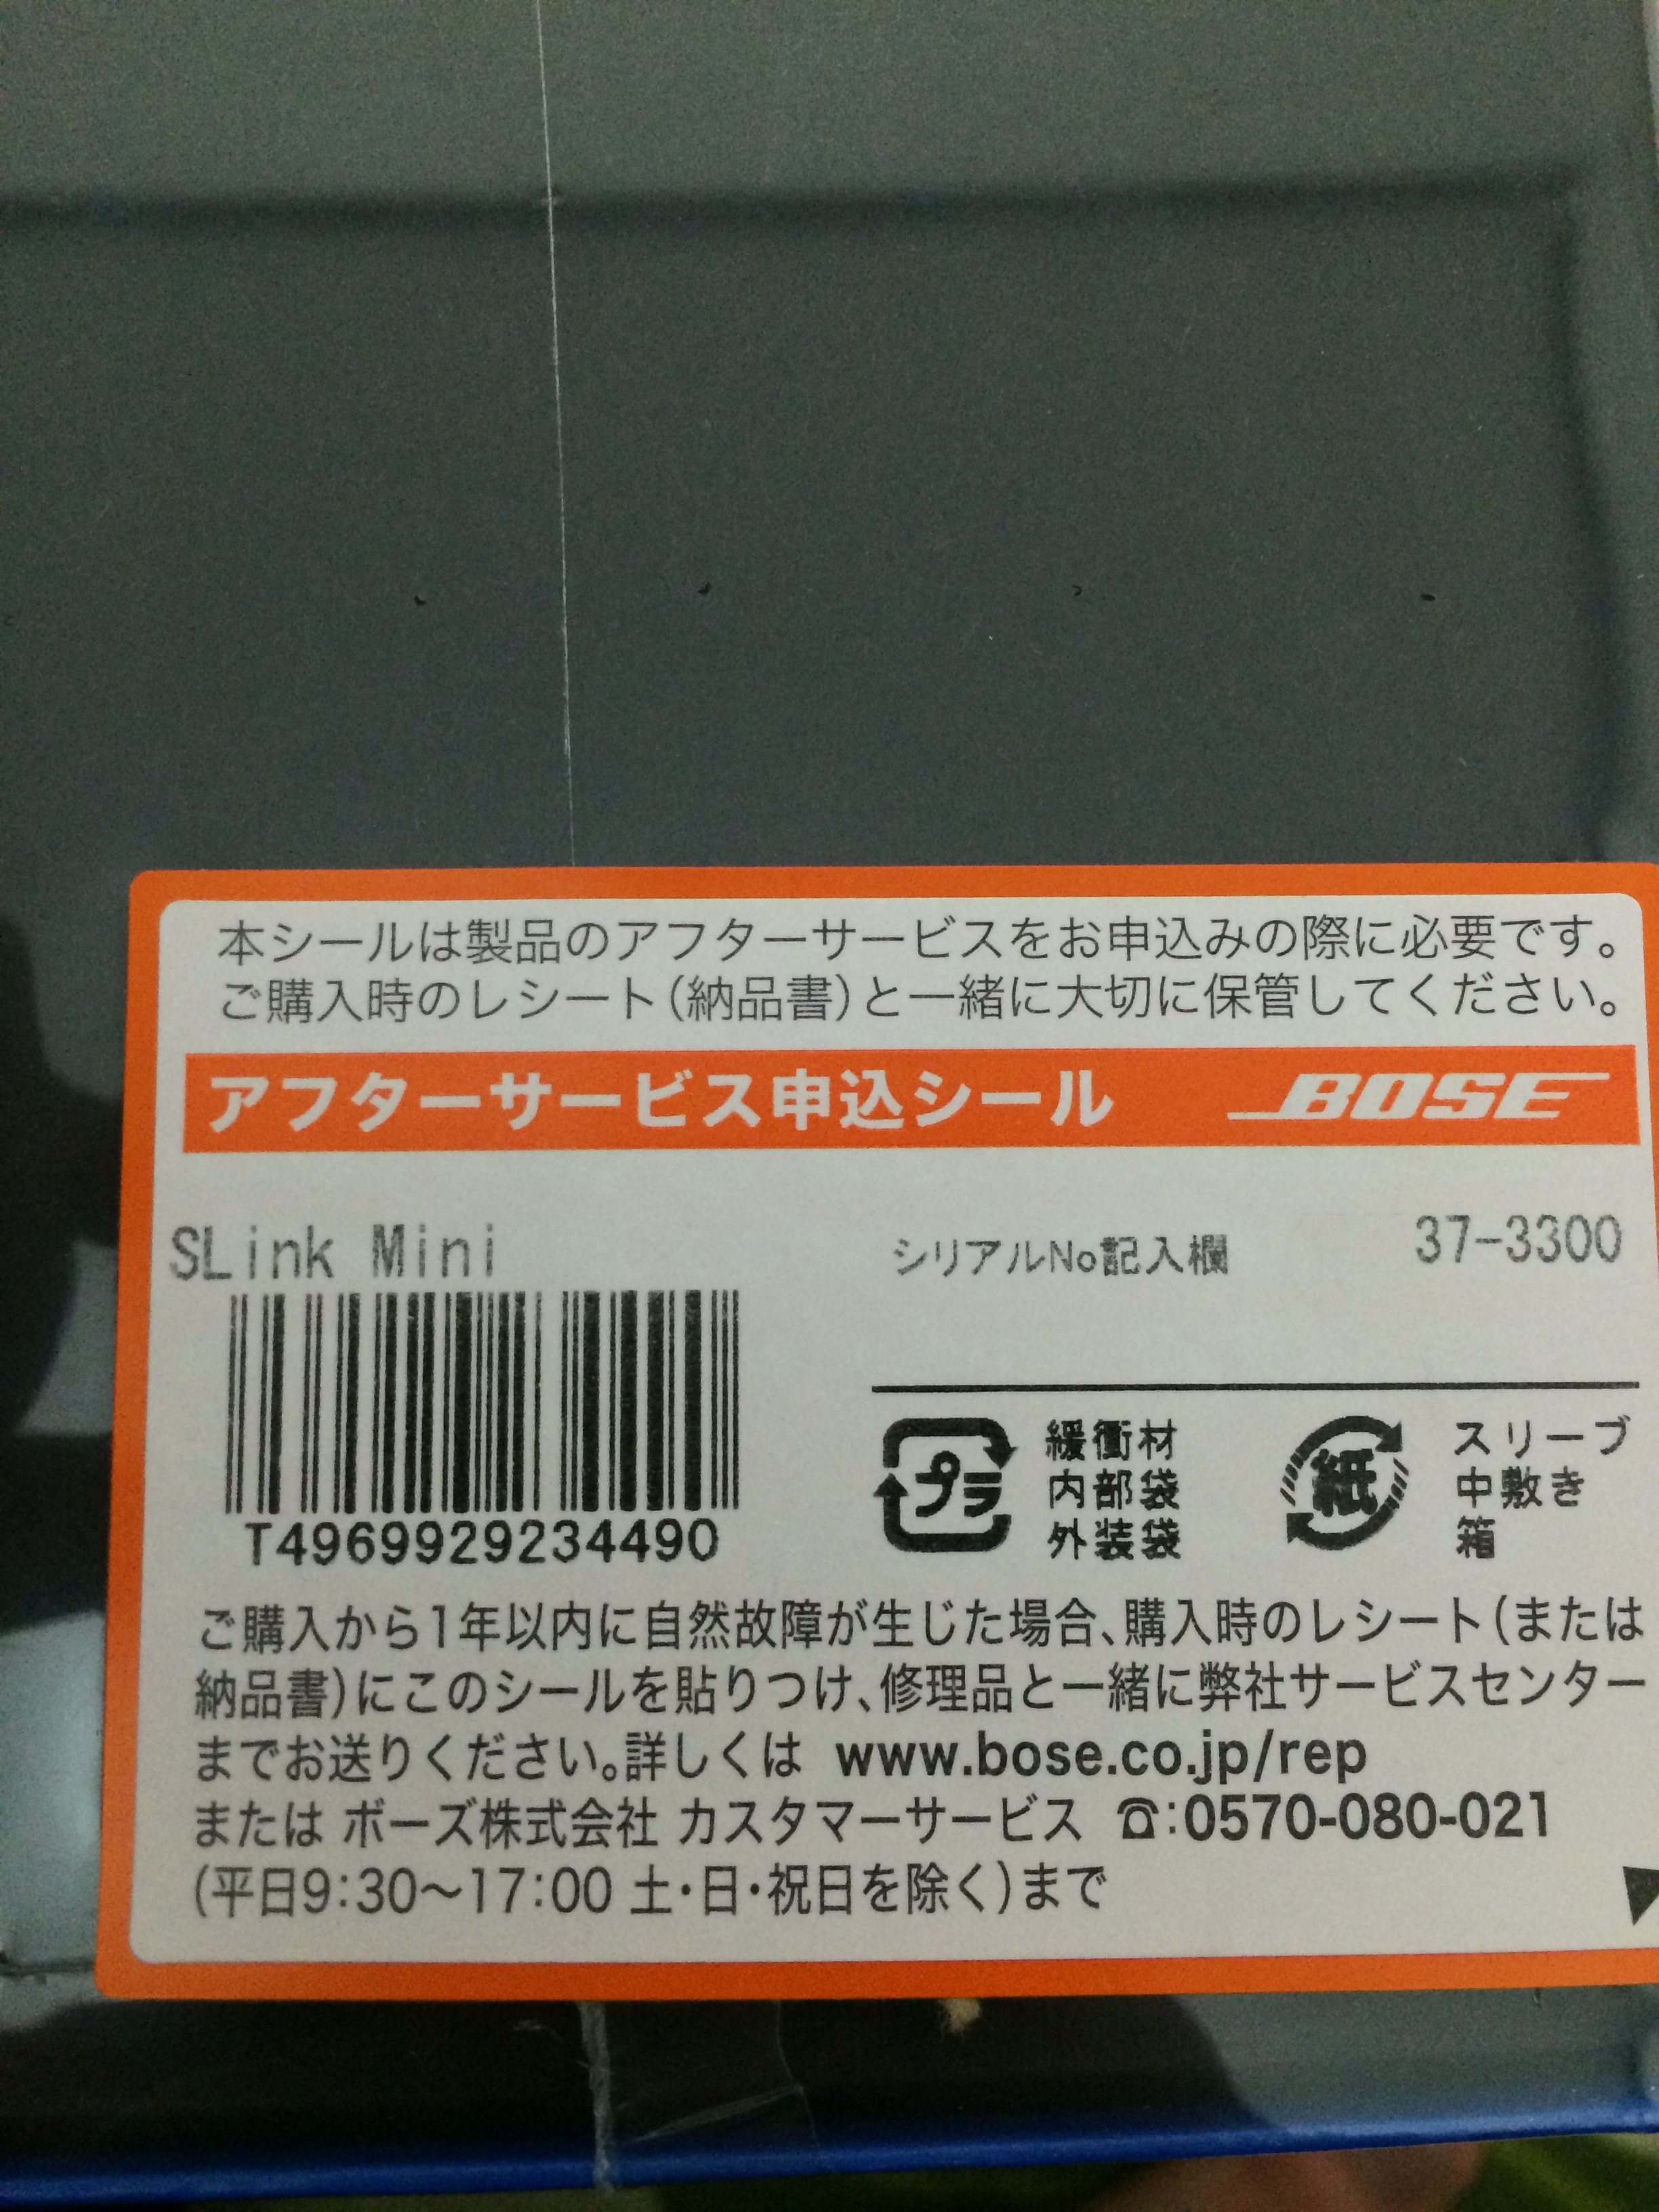 本シールは製品のアフターサービスをお申込みの際に必要です。
ご購入時のレシート(納品書)と一緒に大切に保管してください。
アフターサービス申込シール BOSE
SLink Mini シリアルNo記入欄 37-3300
T4969929234490
プラ 緩衝材 紙 スリーブ
内部袋 中敷き
外装袋 箱
ご購入から1年以内に自然故障が生じた場合、購入時のレシート(または
納品書)にこのシールを貼りつけ、修理品と一緒に弊社サービスセンター
までお送りください。詳しくは www.bose.co.jp/rep
または ボーズ株式会社 カスタマーサービス ☎:0570-080-021
(平日9:30〜17:00 土・日・祝日を除く)まで